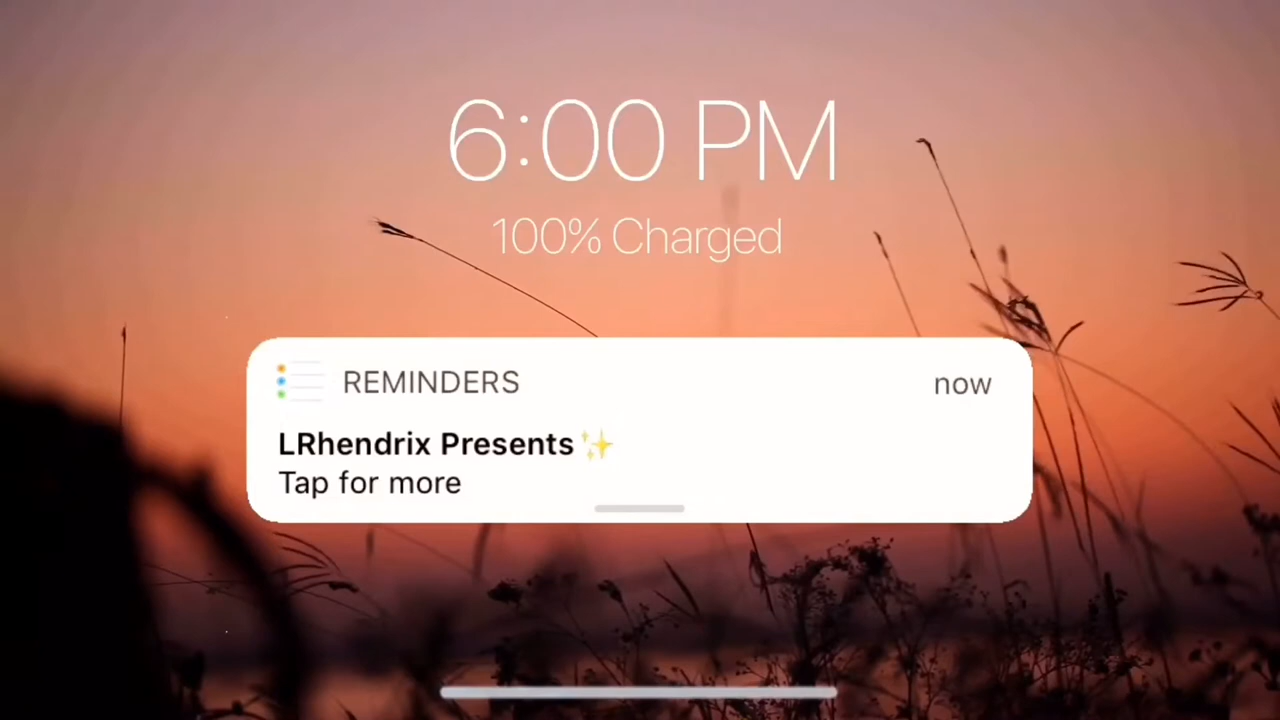 6:00 PM
100% Charged
REMINDERS now
LRhendrix Presents✨
Tap for more